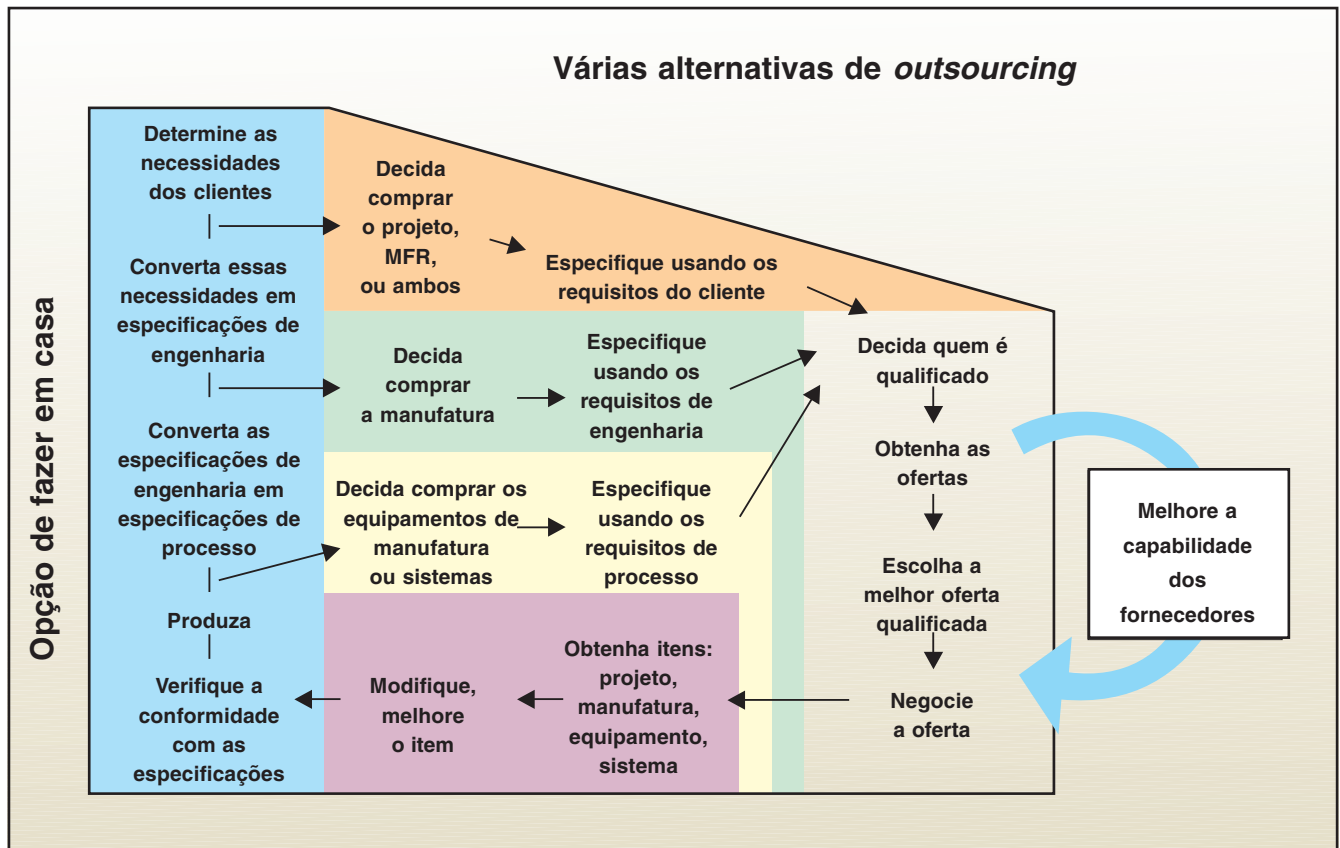 Várias alternativas de outsourcing
Opção de fazer em casa
Determine as
necessidades
dos clientes
Converta essas
necessidades em
especificações de
engenharia
Converta as
especificações de
engenharia em
especificações de
processo
Produza
Verifique a
conformidade
com as
especificações
Decida
comprar
o projeto,
MFR,
ou ambos
Especifique usando os
requisitos do cliente
Decida
comprar
a manufatura
Especifique
usando os
requisitos de
engenharia
Decida comprar os
equipamentos de
manufatura
ou sistemas
Especifique
usando os
requisitos de
processo
Decida quem é
qualificado
Obtenha as
ofertas
Escolha a
melhor oferta
qualificada
Negocie
a oferta
Obtenha itens:
projeto,
manufatura,
equipamento,
sistema
Modifique,
melhore
o item
Melhore a
capabilidade
dos
fornecedores